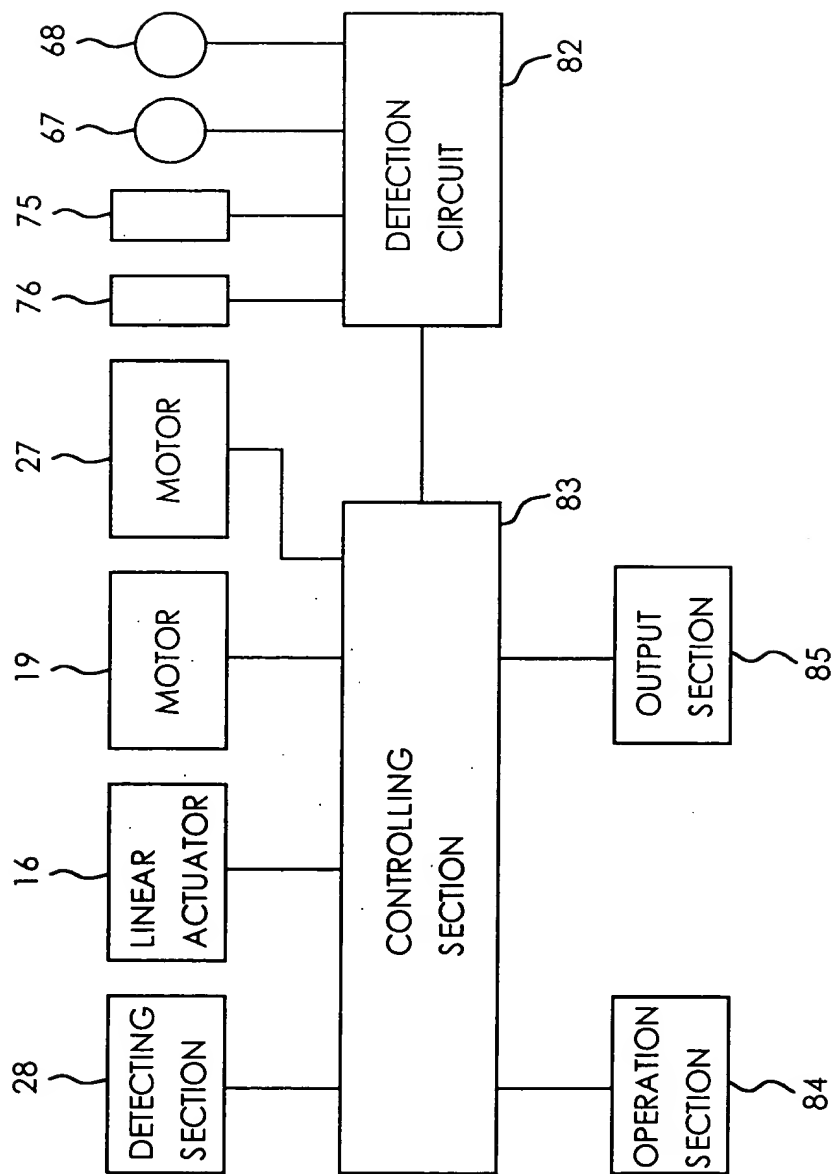 28
16
19
27
76
75
67
68
DETECTING
SECTION
LINEAR
ACTUATOR
MOTOR
MOTOR
CONTROLLING
SECTION
83
DETECTION
CIRCUIT
82
OPERATION
SECTION
84
OUTPUT
SECTION
85